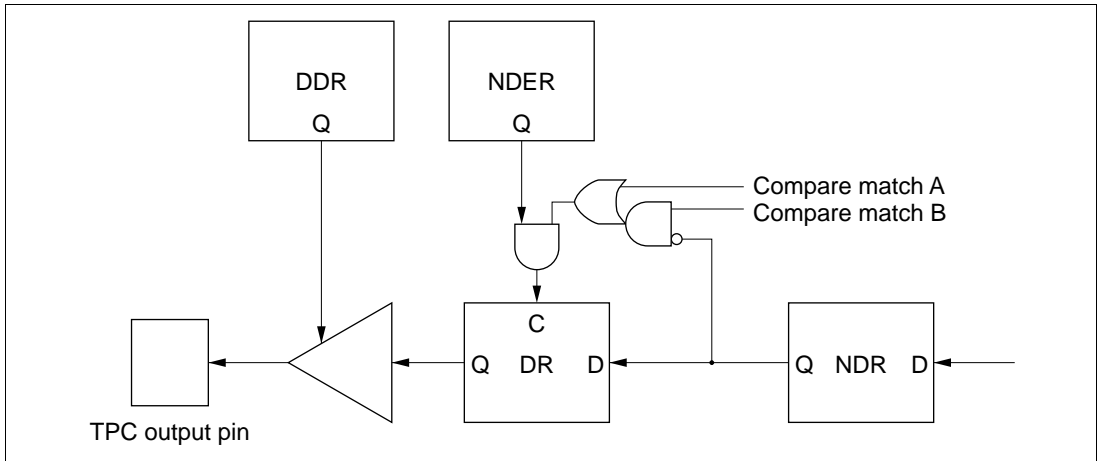 DDR
Q
NDER
Q
Compare match A
Compare match B
C
Q DR D
Q NDR D
TPC output pin